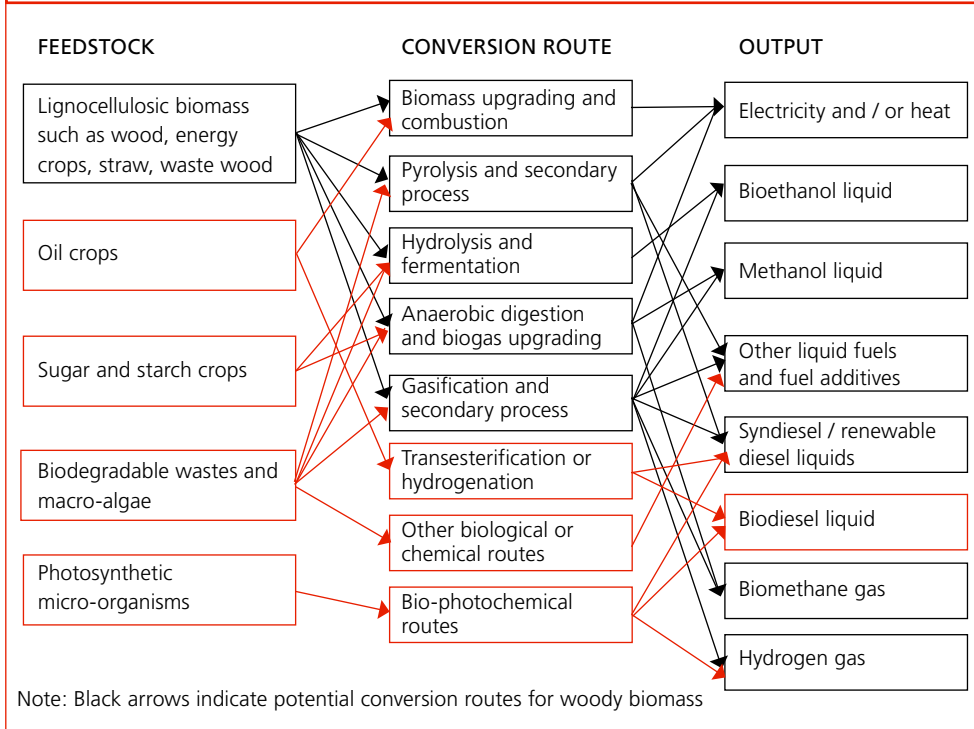 FEEDSTOCK
CONVERSION ROUTE
OUTPUT
Lignocellulosic biomass
such as wood, energy
crops, straw, waste wood
Oil crops
Sugar and starch crops
Biodegradable wastes and
macro-algae
Photosynthetic
micro-organisms
Biomass upgrading and
combustion
Pyrolysis and secondary
process
Hydrolysis and
fermentation
Anaerobic digestion
and biogas upgrading
Gasification and
secondary process
Transesterification or
hydrogenation
Other biological or
chemical routes
Bio-photochemical
routes
Electricity and / or heat
Bioethanol liquid
Methanol liquid
Other liquid fuels
and fuel additives
Syndiesel / renewable
diesel liquids
Biodiesel liquid
Biomethane gas
Hydrogen gas
Note: Black arrows indicate potential conversion routes for woody biomass